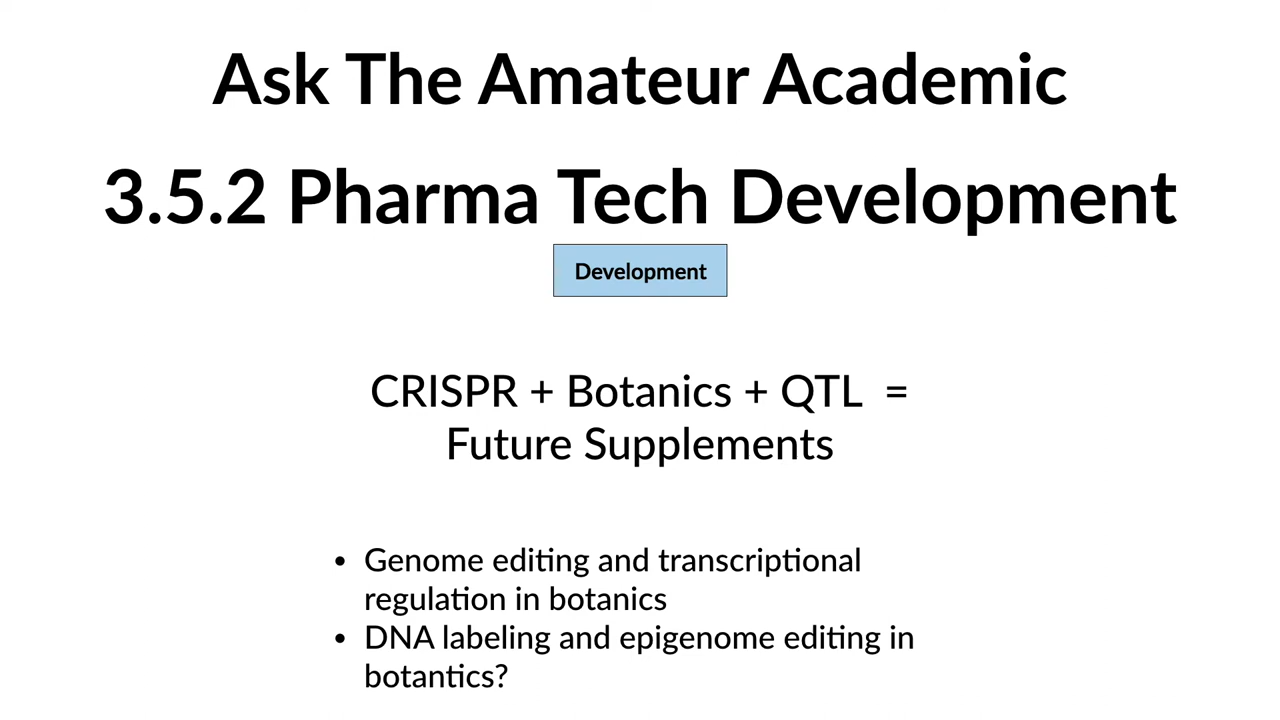 Ask The Amateur Academic
3.5.2 Pharma Tech Development
Development
CRISPR + Botanics + QTL =
Future Supplements
• Genome editing and transcriptional
regulation in botanics
• DNA labeling and epigenome editing in
botantics?